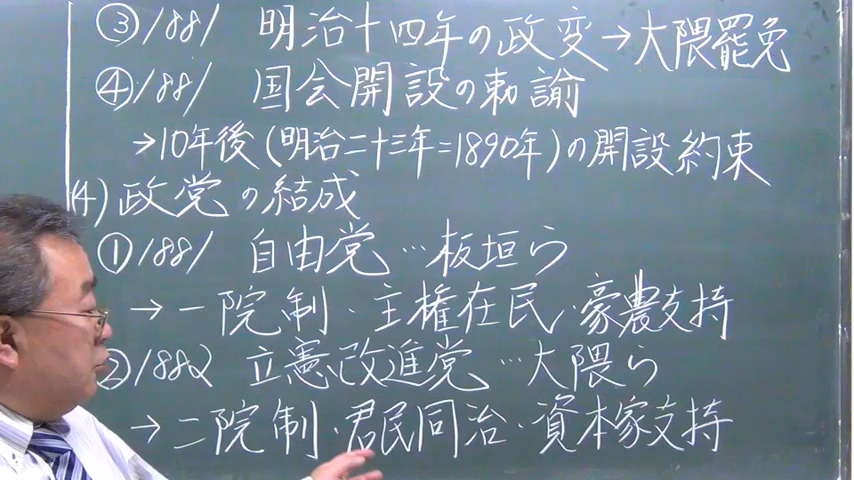 ③1881 明治十四年の政変→大隈罷免
④1881 国会開設の勅諭
→10年後(明治二十三年=1890年)の開設約束
(4)政党の結成
①1881 自由党…板垣ら
→一院制・主権在民・豪農支持
②1882 立憲改進党…大隈ら
→二院制・君民同治・資本家支持